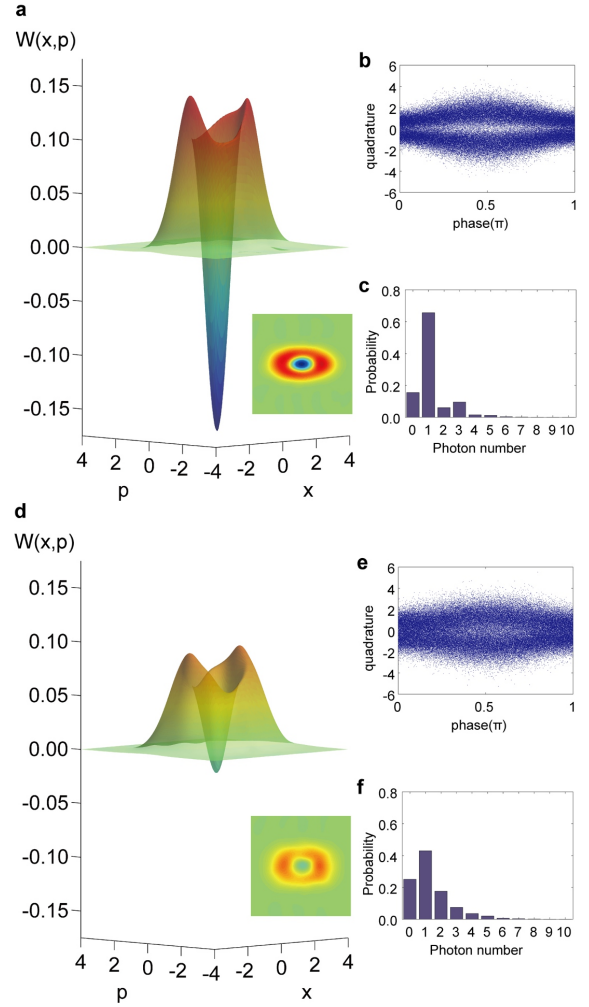 a
W(x,p)
0.15
0.10
0.05
0.00
-0.05
-0.10
-0.15
4 2 0 -2 -4 -2 0 2 4
p x
b
quadrature
6
4
2
0
-2
-4
-6
0 0.5 1
phase(π)
c
Probability
0.8
0.6
0.4
0.2
0.0
0 1 2 3 4 5 6 7 8 9 10
Photon number
d
W(x,p)
0.15
0.10
0.05
0.00
-0.05
-0.10
-0.15
4 2 0 -2 -4 -2 0 2 4
p x
e
quadrature
6
4
2
0
-2
-4
-6
0 0.5 1
phase(π)
f
Probability
0.8
0.6
0.4
0.2
0.0
0 1 2 3 4 5 6 7 8 9 10
Photon number